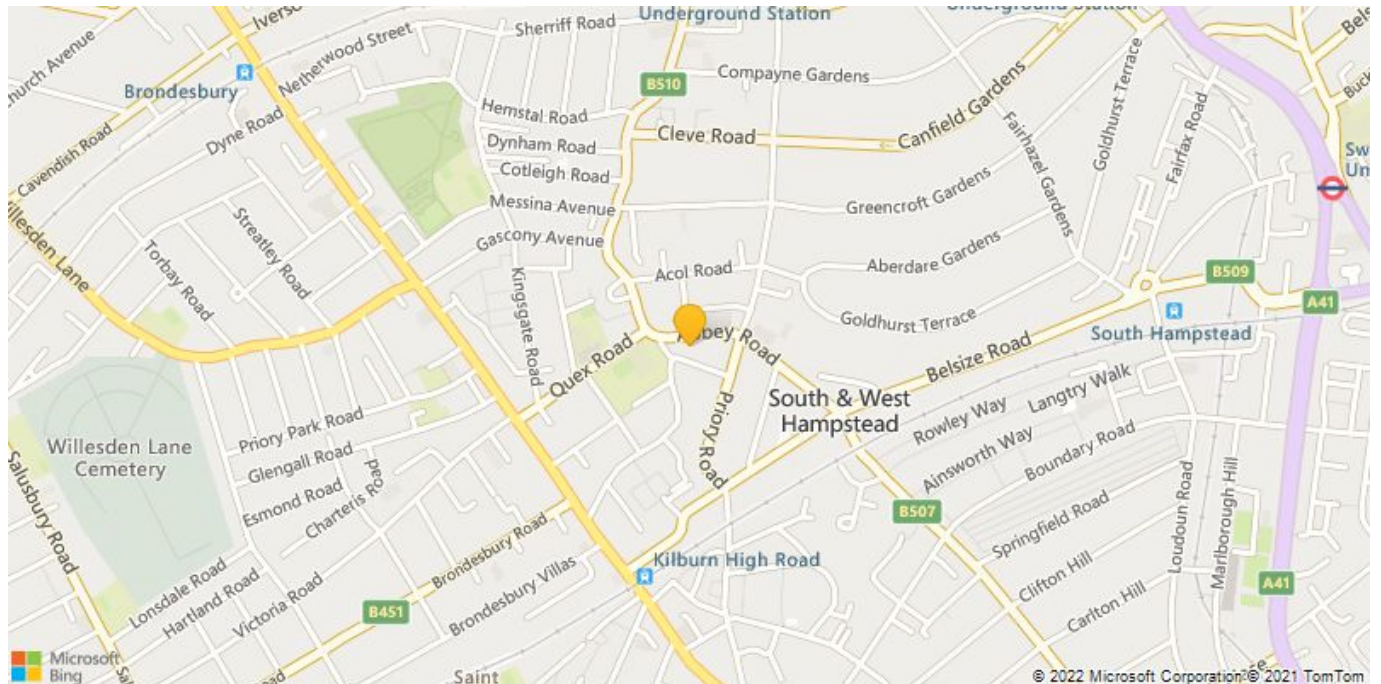 Underground Station
Underground Station
Iverson
Sherriff Road
Church Avenue
Nethetwood Street
Brondesbury
B510
Compayne Gardens
Canfield Gardens
Goldhurst Terrace
Fairfax Road
Hemstal Road
Cleve Road
Dyne Road
Cavendish Road
Dynham Road
Cotleigh Road
Fairhazel Gardens
Messina Avenue
Greencroft Gardens
Willesden Lane
Streatley Road
Torbay Road
Gascony Avenue
Kingsgate Road
Acol Road
Aberdare Gardens
B509
A41
Goldhurst Terrace
South Hampstead
Abbey Road
Quex Road
Belsize Road
Priory Road
South & West
Hampstead
Langtry Walk
Rowley Way
Ainsworth Way
Boundary Road
Priory Park Road
Willesden Lane
Cemetery
Glengall Road
Charteris Road
Esmond Road
Salusbury Road
Brondesbury Road
B507
Springfield Road
Loudoun Road
Marlborough Hill
Kilburn High Road
Clifton Hill
Carlton Hill
A41
Lonsdale Road
Hartland Road
Victoria Road
B451
Brondesbury Villas
Saint
Microsoft
Bing
© 2022 Microsoft Corporation © 2021 TomTom